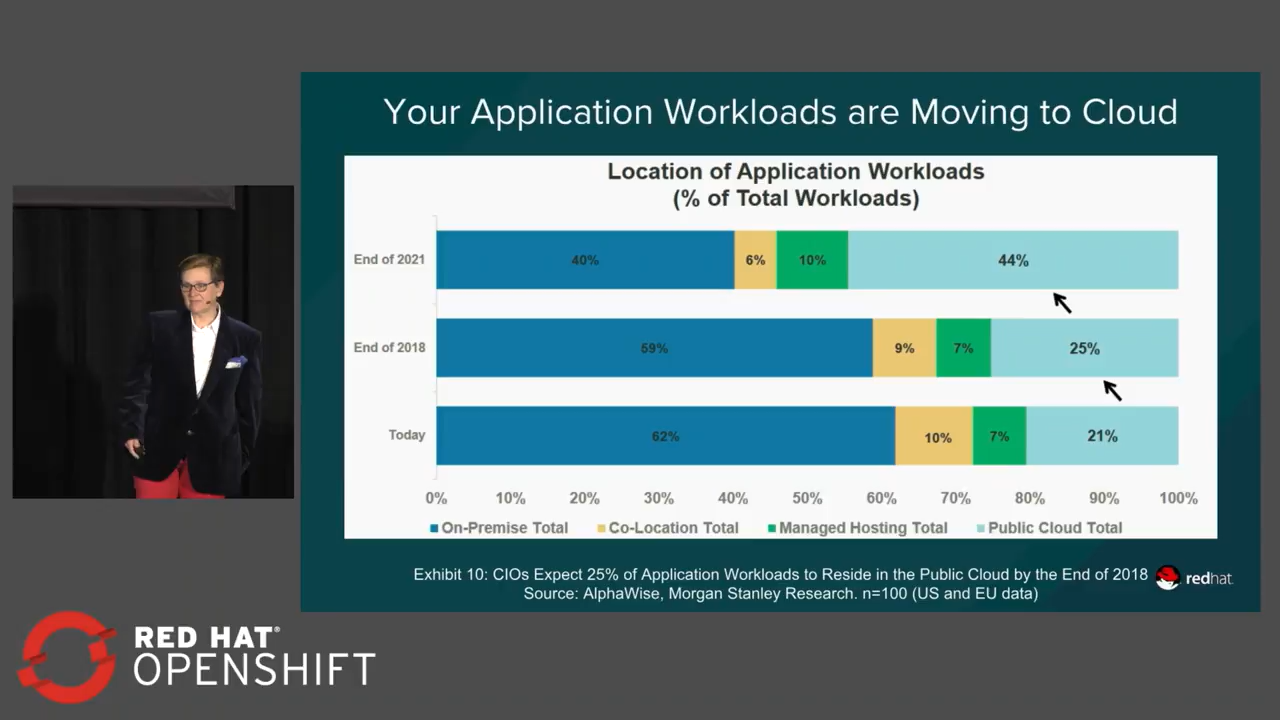 Your Application Workloads are Moving to Cloud
Location of Application Workloads
(% of Total Workloads)
End of 2021 40% 6% 10% 44%
End of 2018 59% 9% 7% 25%
Today 62% 10% 7% 21%
0% 10% 20% 30% 40% 50% 60% 70% 80% 90% 100%
On-Premise Total Co-Location Total Managed Hosting Total Public Cloud Total
Exhibit 10: CIOs Expect 25% of Application Workloads to Reside in the Public Cloud by the End of 2018
Source: AlphaWise, Morgan Stanley Research. n=100 (US and EU data)
redhat.
RED HAT®
OPENSHIFT